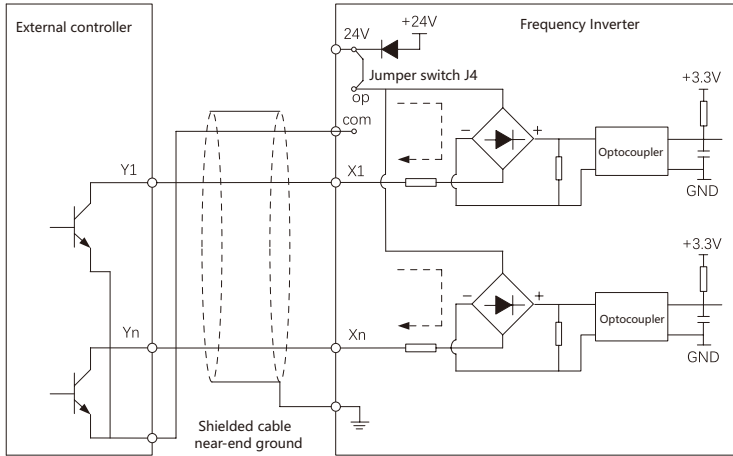 External controller
Frequency Inverter
24V
+24V
Jumper switch J4
op
com
+3.3V
Optocoupler
GND
Y1
X1
+3.3V
Optocoupler
GND
Yn
Xn
Shielded cable
near-end ground